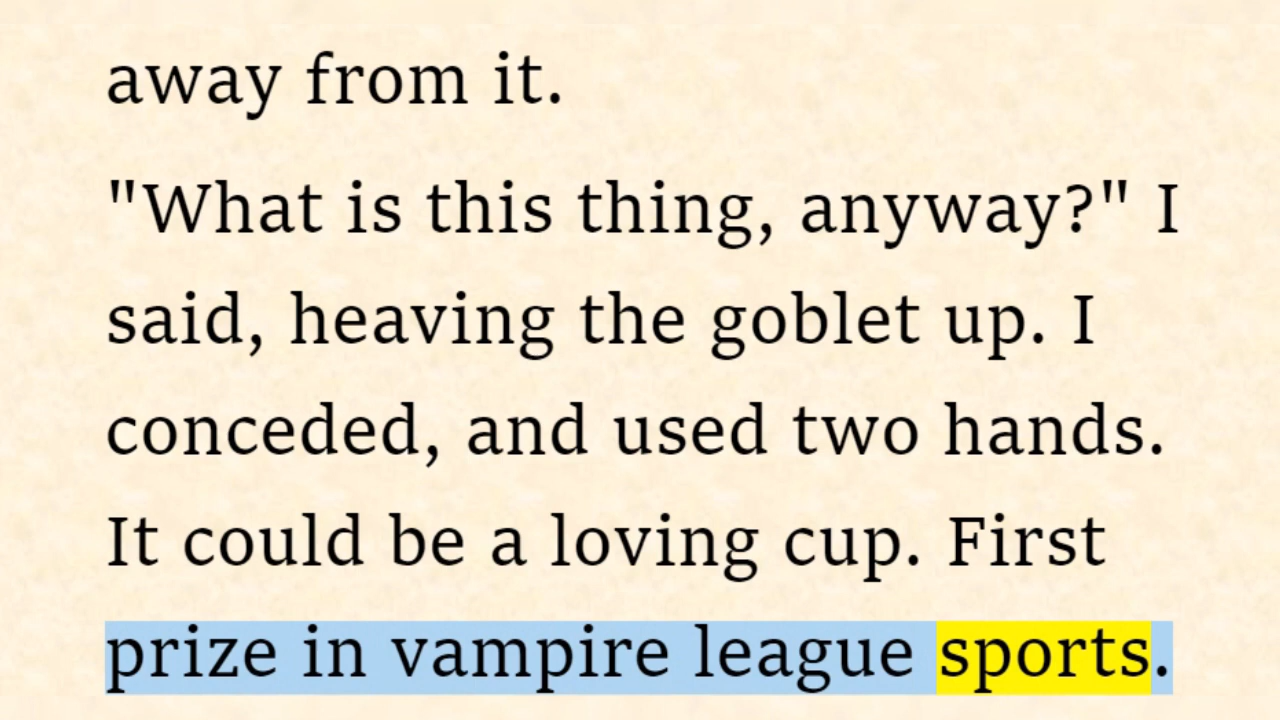 away from it.
"What is this thing, anyway?" I
said, heaving the goblet up. I
conceded, and used two hands.
It could be a loving cup. First
prize in vampire league sports.